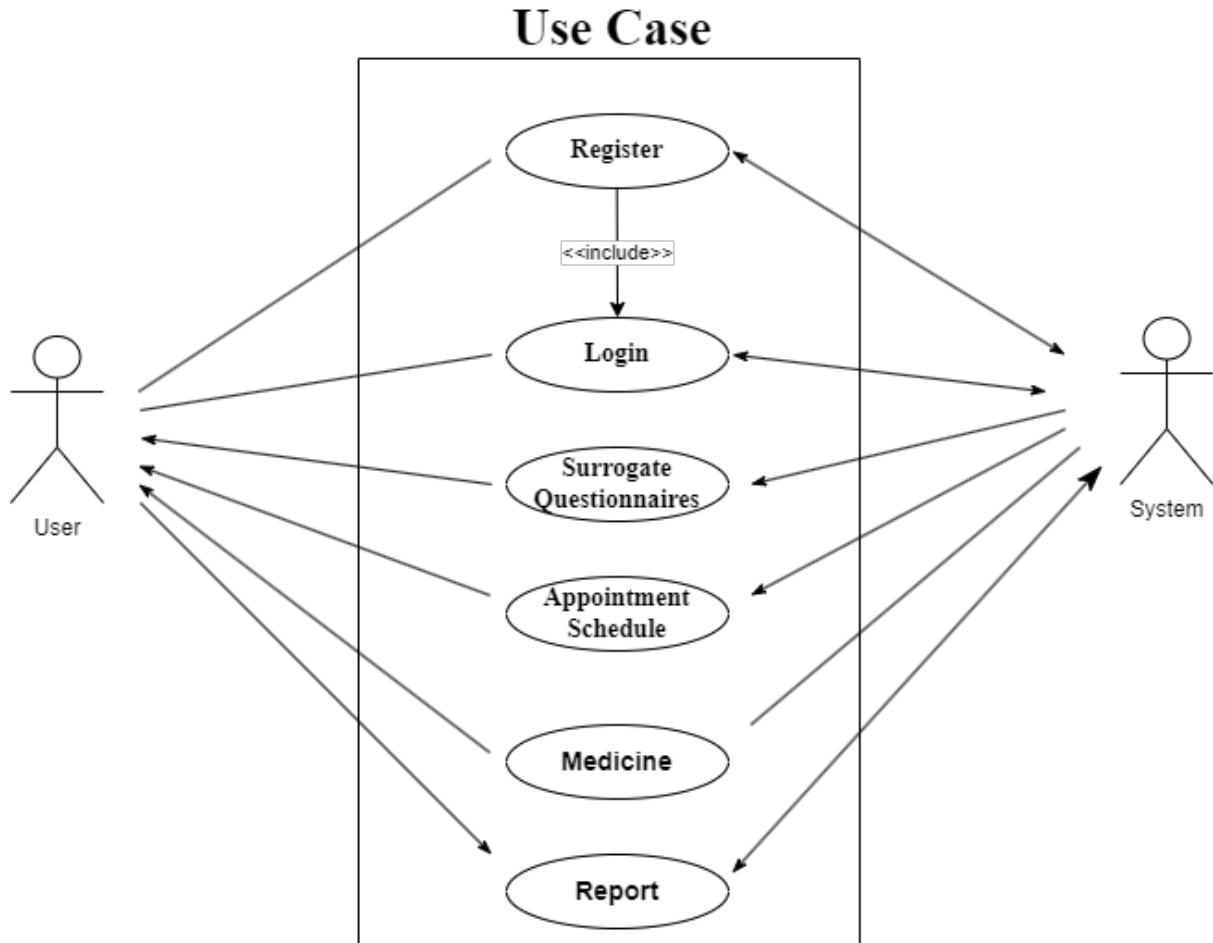 Use Case
Register
<<include>>
Login
Surrogate
Questionnaires
User
System
Appointment
Schedule
Medicine
Report